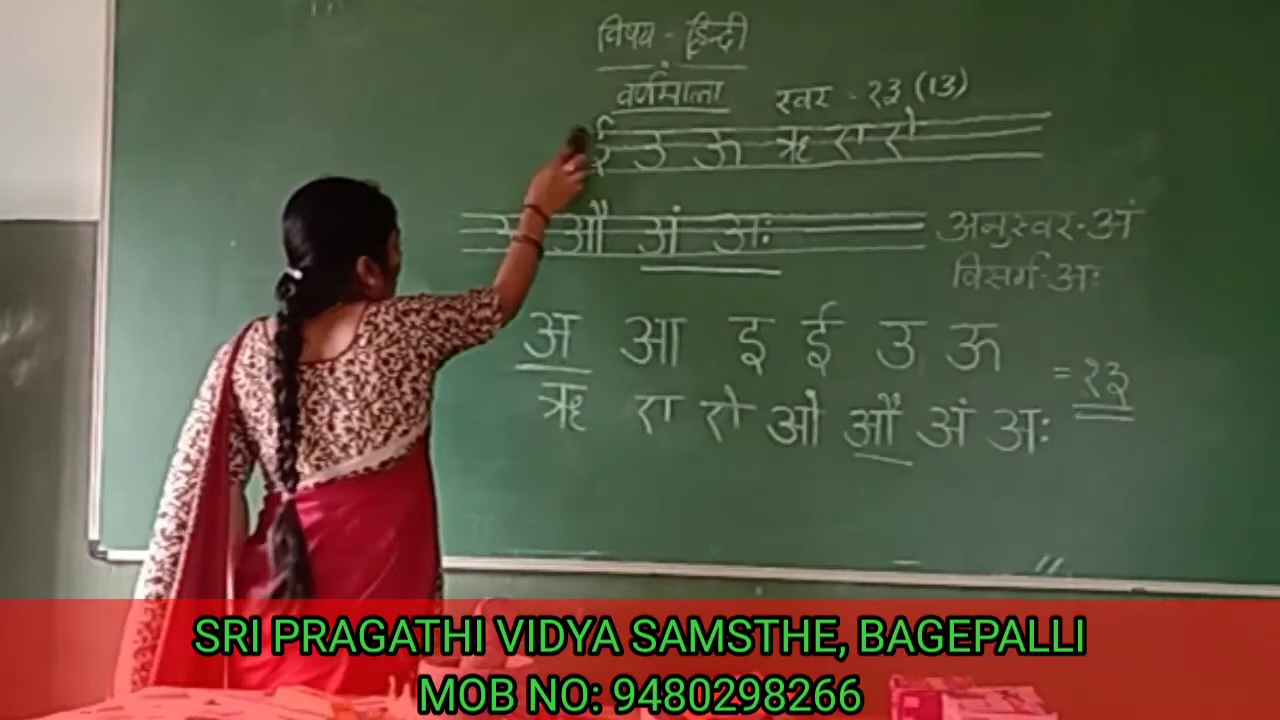 विषय - हिन्दी
वर्णमाला स्वर - १३ (13)
ई उ ऊ ऋ ए ऐ
औ अं अः अनुस्वर - अं
विसर्ग - अः
अ आ इ ई उ ऊ
= १३
ऋ ए ऐ ओ औ अं अः
SRI PRAGATHI VIDYA SAMSTHE, BAGEPALLI
MOB NO: 9480298266